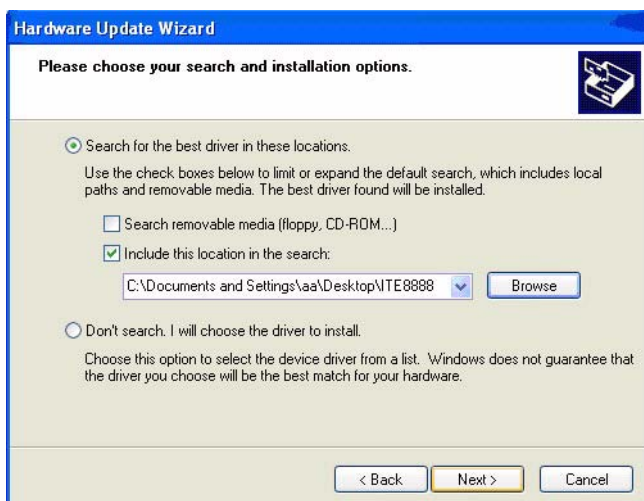 Hardware Update Wizard
Please choose your search and installation options.
Search for the best driver in these locations.
Use the check boxes below to limit or expand the default search, which includes local
paths and removable media. The best driver found will be installed.
Search removable media (floppy, CD-ROM...)
Include this location in the search:
C:\Documents and Settings\aa\Desktop\ITE8888
Browse
Don't search. I will choose the driver to install.
Choose this option to select the device driver from a list. Windows does not guarantee that
the driver you choose will be the best match for your hardware.
< Back
Next >
Cancel